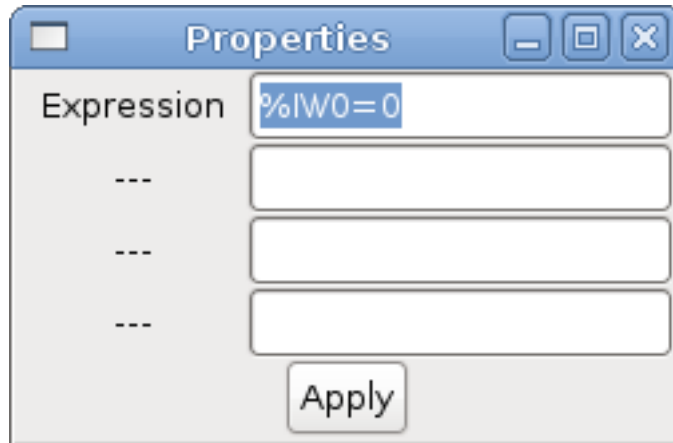 Properties
Expression %IW0=0
---
---
---
Apply